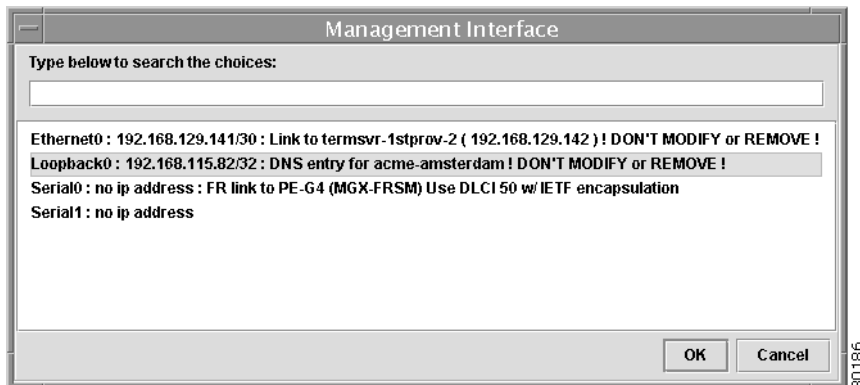 Management Interface
Type below to search the choices:
Ethernet0 : 192.168.129.141/30 : Link to termsvr-1stprov-2 ( 192.168.129.142 ) ! DON'T MODIFY or REMOVE !
Loopback0 : 192.168.115.82/32 : DNS entry for acme-amsterdam ! DON'T MODIFY or REMOVE !
Serial0 : no ip address : FR link to PE-G4 (MGX-FRSM) Use DLCI 50 w/ IETF encapsulation
Serial1 : no ip address
OK
Cancel